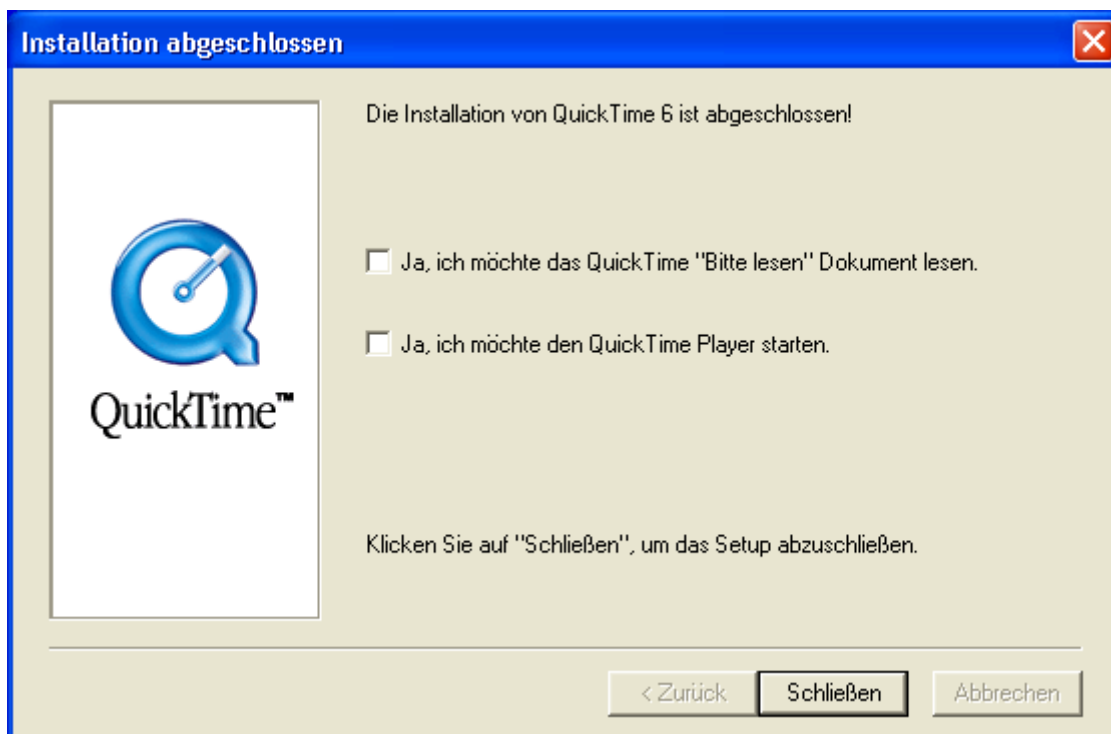 Installation abgeschlossen
Die Installation von QuickTime 6 ist abgeschlossen!
Ja, ich möchte das QuickTime "Bitte lesen" Dokument lesen.
Ja, ich möchte den QuickTime Player starten.
QuickTime™
Klicken Sie auf "Schließen", um das Setup abzuschließen.
< Zurück
Schließen
Abbrechen